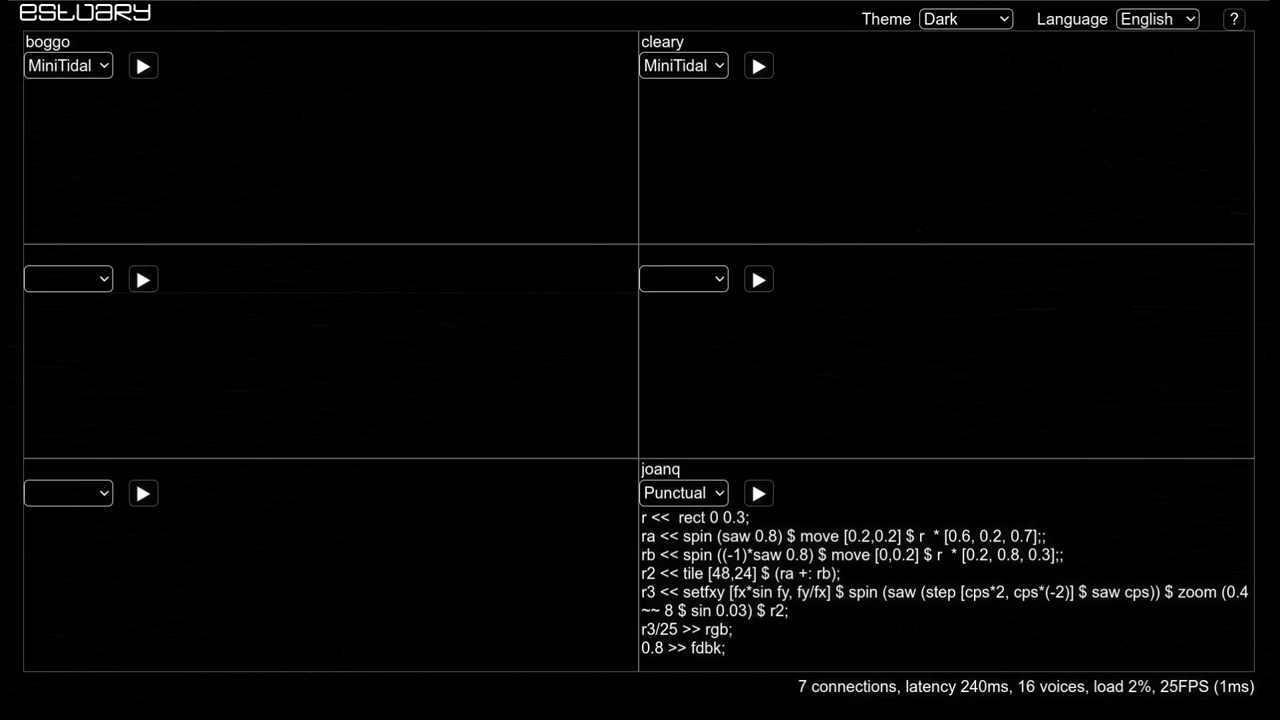 estuary
Theme Dark Language English ?
boggo
MiniTidal
cleary
MiniTidal
joanq
Punctual
r << rect 0 0.3;
ra << spin (saw 0.8) $ move [0.2,0.2] $ r * [0.6, 0.2, 0.7];;
rb << spin ((-1)*saw 0.8) $ move [0,0.2] $ r * [0.2, 0.8, 0.3];;
r2 << tile [48,24] $ (ra +: rb);
r3 << setfxy [fx*sin fy, fy/fx] $ spin (saw (step [cps*2, cps*(-2)] $ saw cps)) $ zoom (0.4
~~ 8 $ sin 0.03) $ r2;
r3/25 >> rgb;
0.8 >> fdbk;
7 connections, latency 240ms, 16 voices, load 2%, 25FPS (1ms)